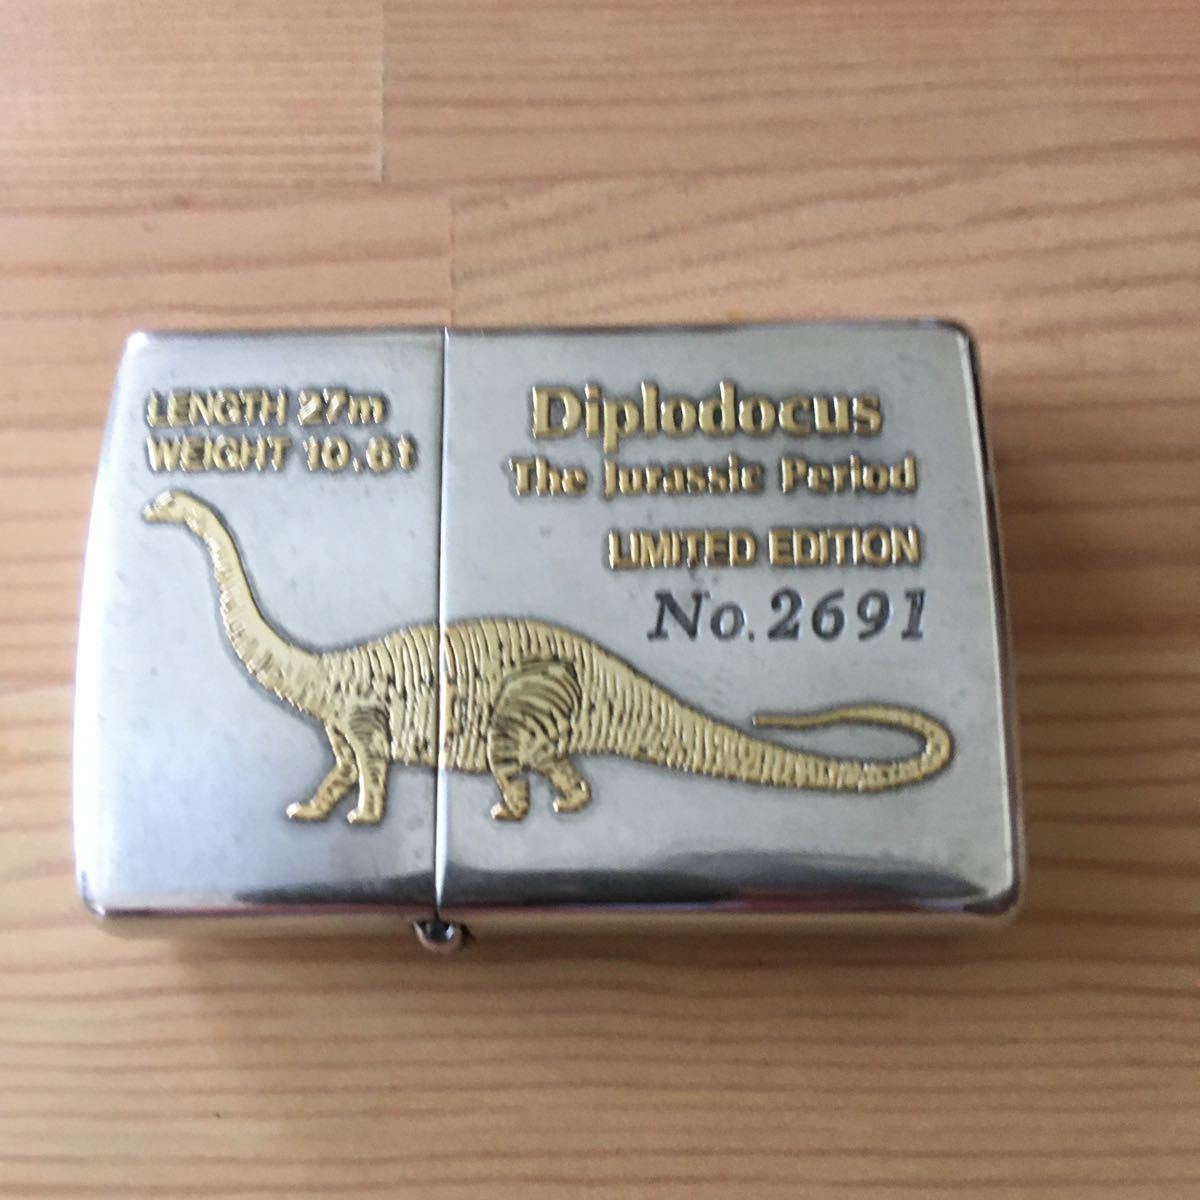 LENGTH 27m
WEIGHT 10.6t
Diplodocus
The Jurassic Period
LIMITED EDITION
No. 2691